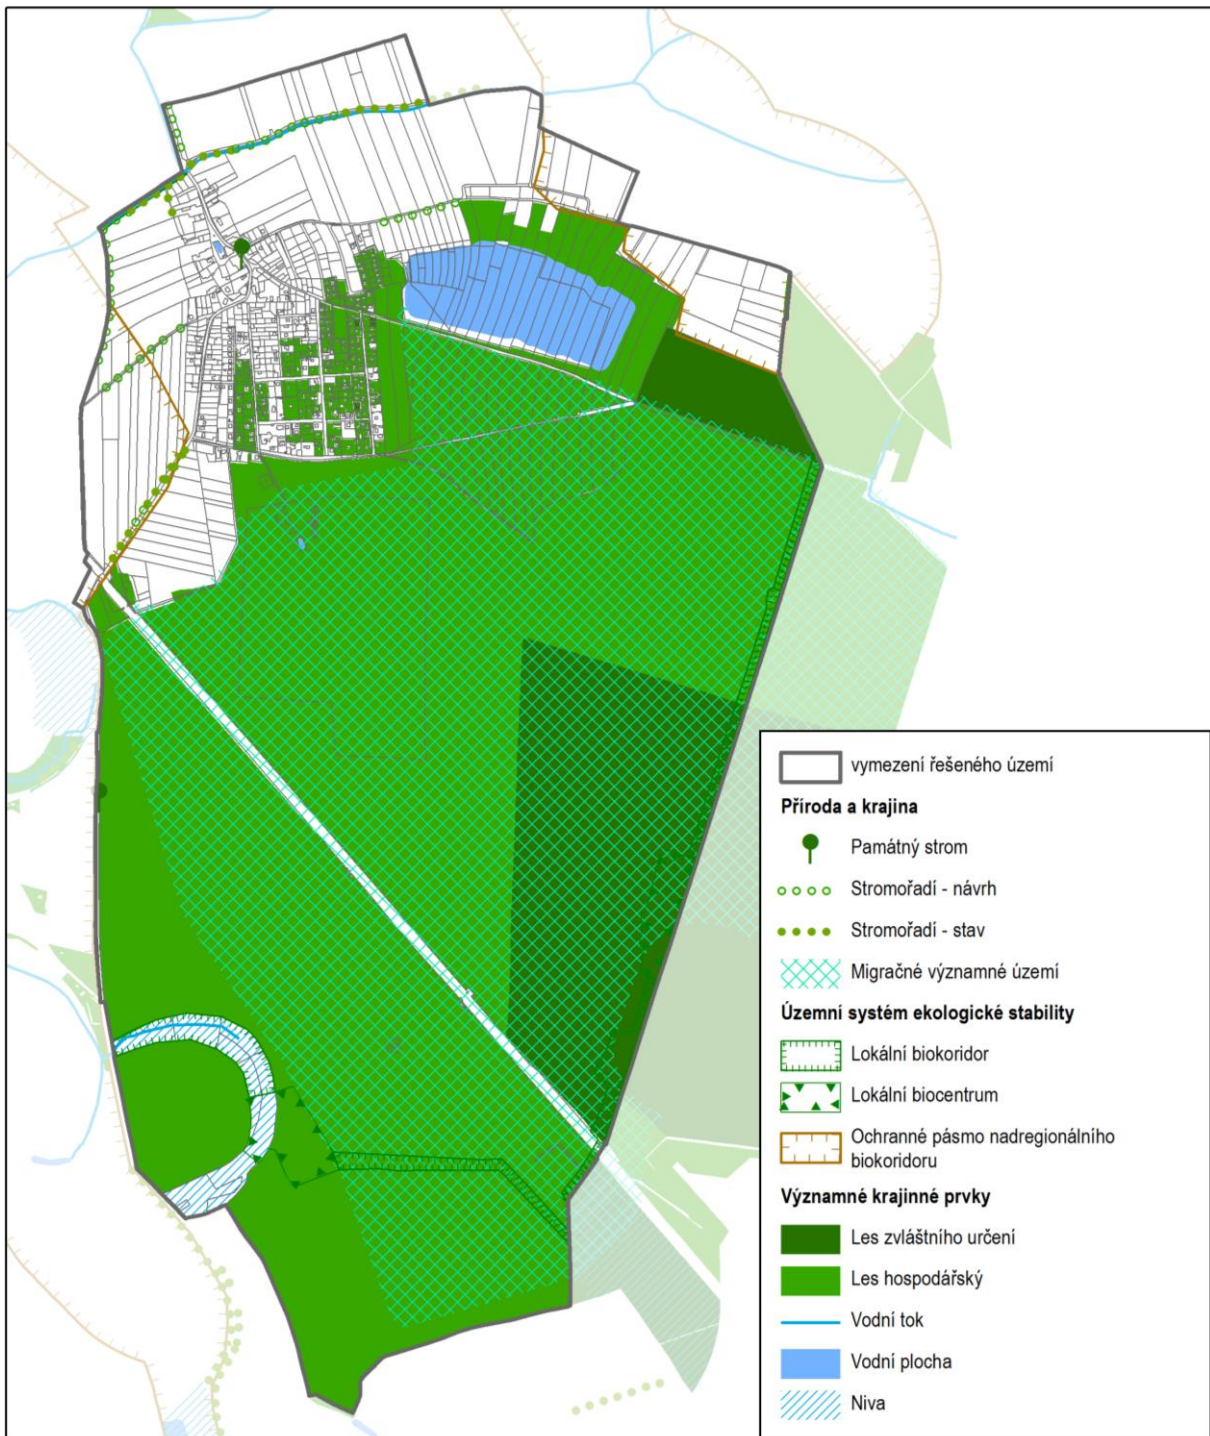 vymezení řešeného území
Příroda a krajina
Památný strom
Stromořadí - návrh
Stromořadí - stav
Migračné významné území
Územní systém ekologické stability
Lokální biokoridor
Lokální biocentrum
Ochranné pásmo nadregionálního
biokoridoru
Významné krajinné prvky
Les zvláštního určení
Les hospodářský
Vodní tok
Vodní plocha
Niva